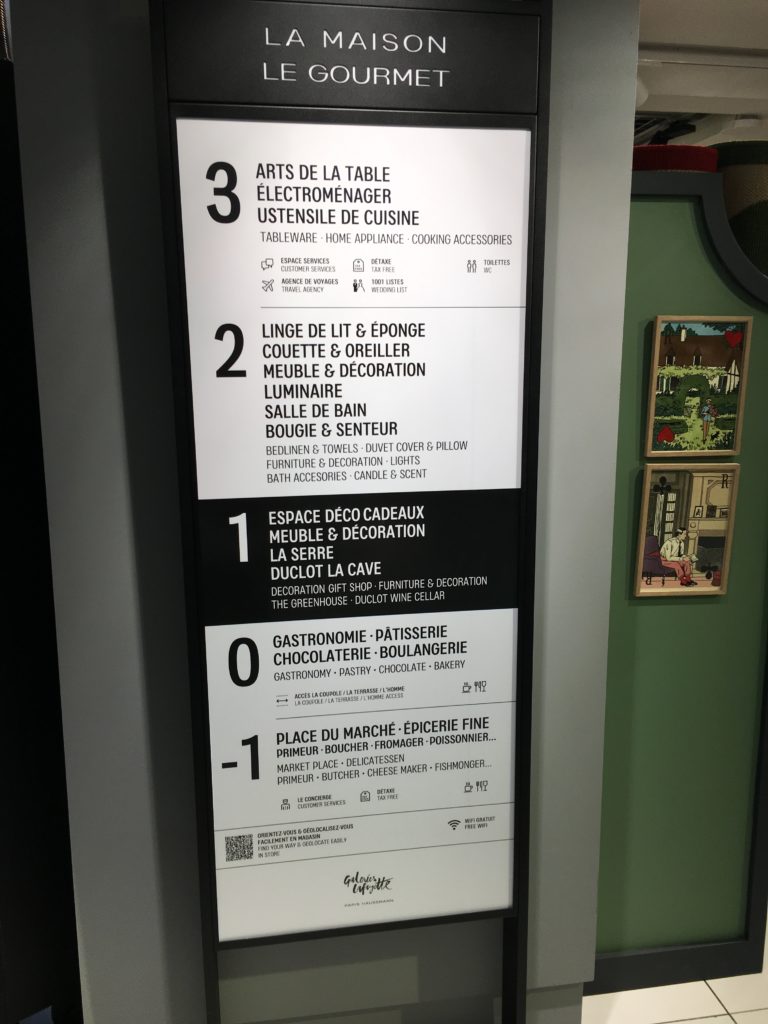 LA MAISON
LE GOURMET
3
ARTS DE LA TABLE
ÉLECTROMÉNAGER
USTENSILE DE CUISINE
TABLEWARE · HOME APPLIANCE · COOKING ACCESSORIES
ESPACE SERVICES
CUSTOMER SERVICES
DÉTAXE
TAX FREE
TOILETTES
WC
AGENCE DE VOYAGES
TRAVEL AGENCY
1001 LISTES
WEDDING LIST
2
LINGE DE LIT & ÉPONGE
COUETTE & OREILLER
MEUBLE & DÉCORATION
LUMINAIRE
SALLE DE BAIN
BOUGIE & SENTEUR
BEDLINEN & TOWELS · DUVET COVER & PILLOW
FURNITURE & DECORATION · LIGHTS
BATH ACCESORIES · CANDLE & SCENT
1
ESPACE DÉCO CADEAUX
MEUBLE & DÉCORATION
LA SERRE
DUCLOT LA CAVE
DECORATION GIFT SHOP · FURNITURE & DECORATION
THE GREENHOUSE · DUCLOT WINE CELLAR
0
GASTRONOMIE · PÂTISSERIE
CHOCOLATERIE · BOULANGERIE
GASTRONOMY · PASTRY · CHOCOLATE · BAKERY
ACCÈS LA COUPOLE / LA TERRASSE / L'HOMME
LA COUPOLE / LA TERRASSE / L'HOMME ACCESS
-1
PLACE DU MARCHÉ · ÉPICERIE FINE
PRIMEUR · BOUCHER · FROMAGER · POISSONNIER...
MARKET PLACE · DELICATESSEN
PRIMEUR · BUTCHER · CHEESE MAKER · FISHMONGER...
LE CONCIERGE
CUSTOMER SERVICES
DÉTAXE
TAX FREE
ORIENTEZ-VOUS & GÉOLOCALISEZ-VOUS
FACILEMENT EN MAGASIN
FIND YOUR WAY & GEOLOCATE EASILY
IN STORE
WIFI GRATUIT
FREE WIFI
Galeries
Lafayette
PARIS HAUSSMANN
R